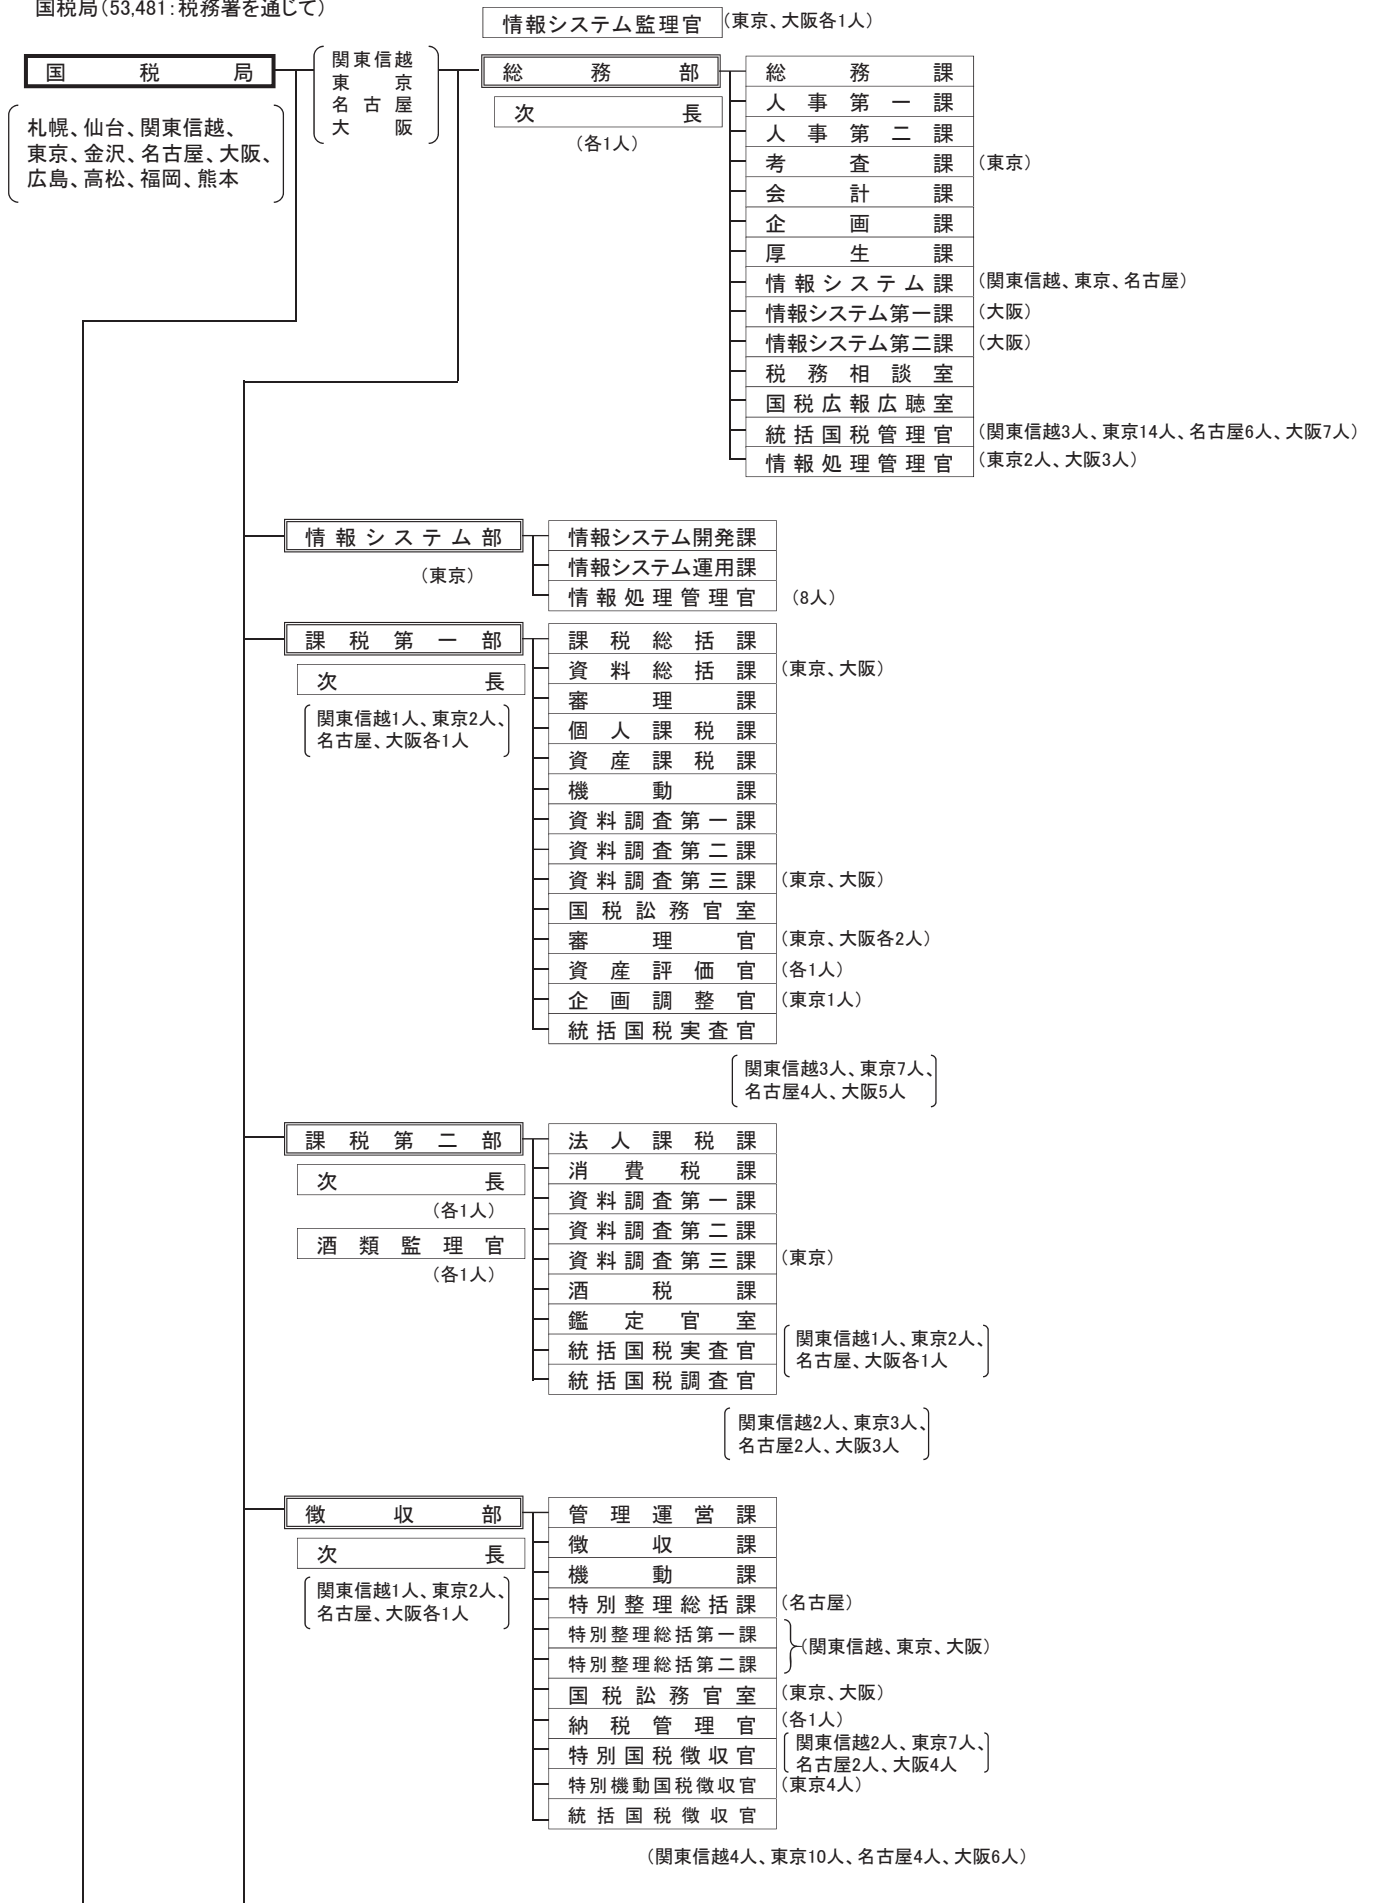 国税局（53,481：税務署を通じて）
情報システム監理官 （東京、大阪各1人）
国税局
札幌、仙台、関東信越、
東京、金沢、名古屋、大阪、
広島、高松、福岡、熊本
関東信越
東京
名古屋
大阪
総務部
次長
（各1人）
総務課
人事第一課
人事第二課
考査課 （東京）
会計課
企画課
厚生課
情報システム課 （関東信越、東京、名古屋）
情報システム第一課 （大阪）
情報システム第二課 （大阪）
税務相談室
国税広報広聴室
統括国税管理官 （関東信越3人、東京14人、名古屋6人、大阪7人）
情報処理管理官 （東京2人、大阪3人）
情報システム部
（東京）
情報システム開発課
情報システム運用課
情報処理管理官 （8人）
課税第一部
次長
関東信越1人、東京2人、
名古屋、大阪各1人
課税総括課
資料総括課 （東京、大阪）
審理課
個人課税課
資産課税課
機動課
資料調査第一課
資料調査第二課
資料調査第三課 （東京、大阪）
国税訟務官室
審理官 （東京、大阪各2人）
資産評価官 （各1人）
企画調整官 （東京1人）
統括国税実査官
関東信越3人、東京7人、
名古屋4人、大阪5人
課税第二部
次長
（各1人）
酒類監理官
（各1人）
法人課税課
消費税課
資料調査第一課
資料調査第二課
資料調査第三課 （東京）
酒税課
鑑定官室
統括国税実査官
関東信越1人、東京2人、
名古屋、大阪各1人
統括国税調査官
関東信越2人、東京3人、
名古屋2人、大阪3人
徴収部
次長
関東信越1人、東京2人、
名古屋、大阪各1人
管理運営課
徴収課
機動課
特別整理総括課 （名古屋）
特別整理総括第一課
特別整理総括第二課
（関東信越、東京、大阪）
国税訟務官室 （東京、大阪）
納税管理官 （各1人）
特別国税徴収官
関東信越2人、東京7人、
名古屋2人、大阪4人
特別機動国税徴収官 （東京4人）
統括国税徴収官
（関東信越4人、東京10人、名古屋4人、大阪6人）